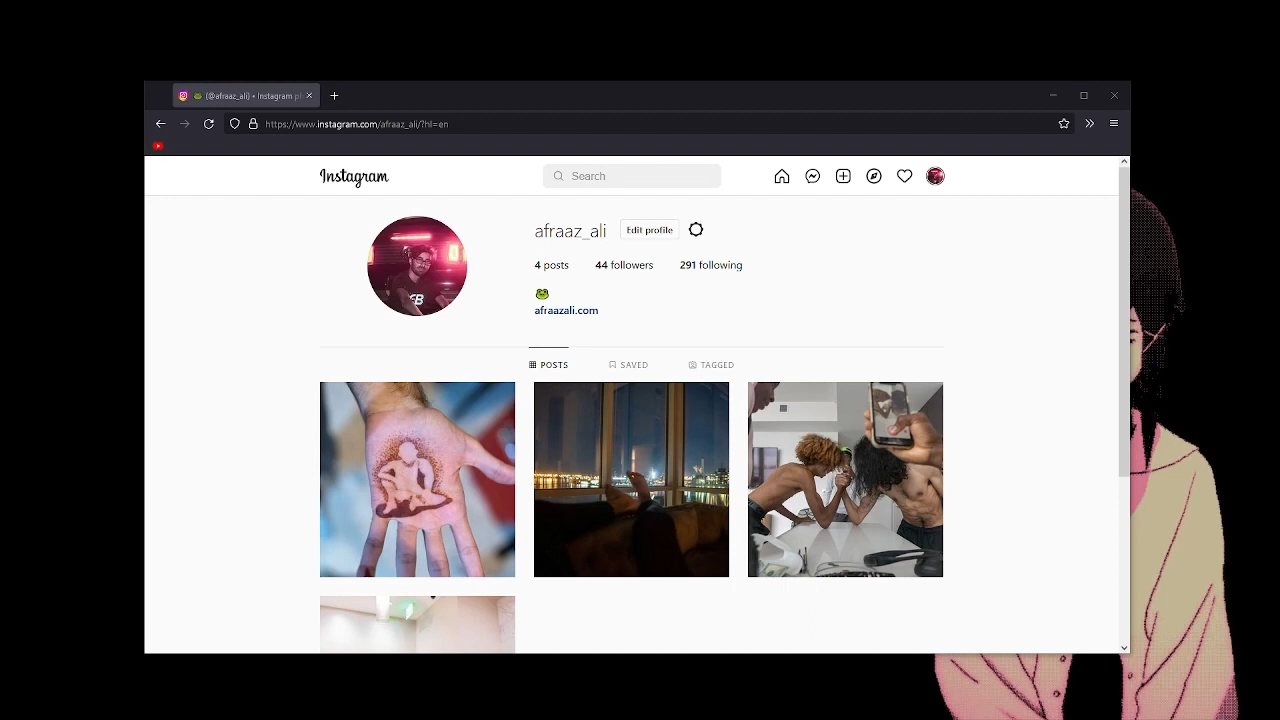 (@afraaz_ali) • Instagram ph
https://www.instagram.com/afraaz_ali/?hl=en
Instagram
Search
afraaz_ali
Edit profile
4 posts
44 followers
291 following
afraazali.com
POSTS
SAVED
TAGGED